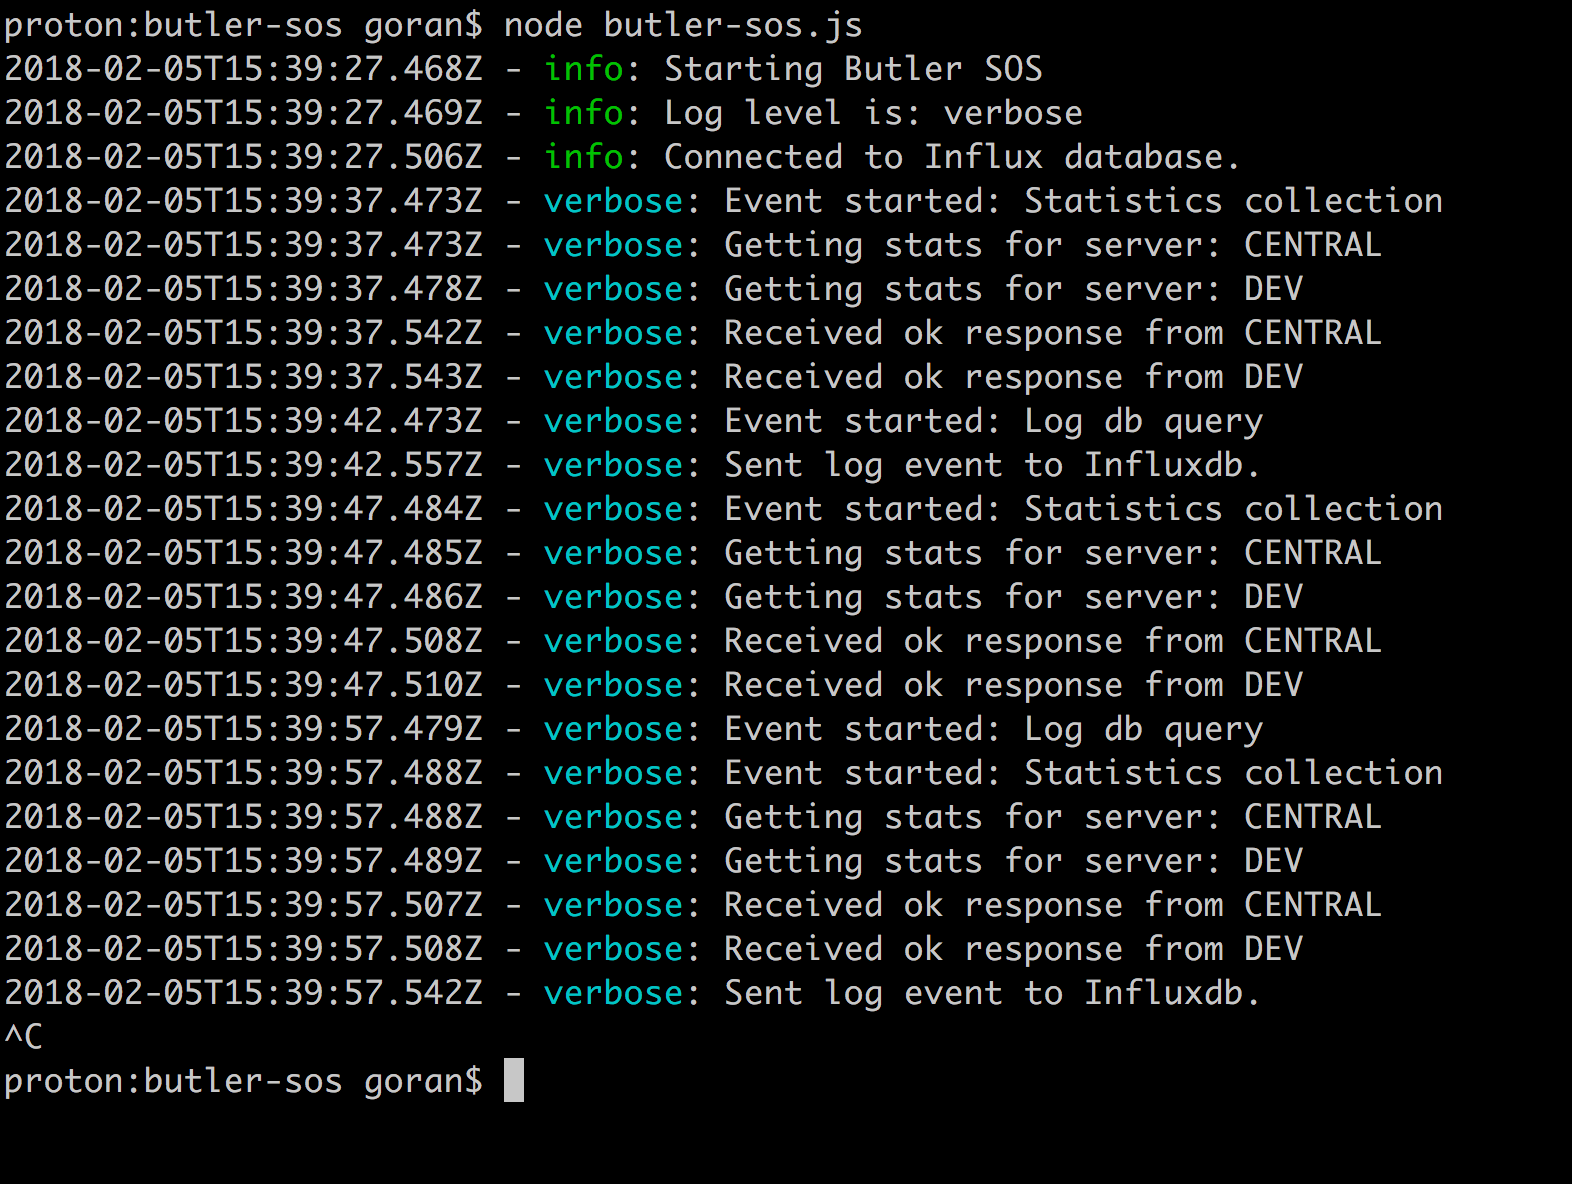 proton:butler-sos goran$ node butler-sos.js
2018-02-05T15:39:27.468Z - info: Starting Butler SOS
2018-02-05T15:39:27.469Z - info: Log level is: verbose
2018-02-05T15:39:27.506Z - info: Connected to Influx database.
2018-02-05T15:39:37.473Z - verbose: Event started: Statistics collection
2018-02-05T15:39:37.473Z - verbose: Getting stats for server: CENTRAL
2018-02-05T15:39:37.478Z - verbose: Getting stats for server: DEV
2018-02-05T15:39:37.542Z - verbose: Received ok response from CENTRAL
2018-02-05T15:39:37.543Z - verbose: Received ok response from DEV
2018-02-05T15:39:42.473Z - verbose: Event started: Log db query
2018-02-05T15:39:42.557Z - verbose: Sent log event to Influxdb.
2018-02-05T15:39:47.484Z - verbose: Event started: Statistics collection
2018-02-05T15:39:47.485Z - verbose: Getting stats for server: CENTRAL
2018-02-05T15:39:47.486Z - verbose: Getting stats for server: DEV
2018-02-05T15:39:47.508Z - verbose: Received ok response from CENTRAL
2018-02-05T15:39:47.510Z - verbose: Received ok response from DEV
2018-02-05T15:39:57.479Z - verbose: Event started: Log db query
2018-02-05T15:39:57.488Z - verbose: Event started: Statistics collection
2018-02-05T15:39:57.488Z - verbose: Getting stats for server: CENTRAL
2018-02-05T15:39:57.489Z - verbose: Getting stats for server: DEV
2018-02-05T15:39:57.507Z - verbose: Received ok response from CENTRAL
2018-02-05T15:39:57.508Z - verbose: Received ok response from DEV
2018-02-05T15:39:57.542Z - verbose: Sent log event to Influxdb.
^C
proton:butler-sos goran$